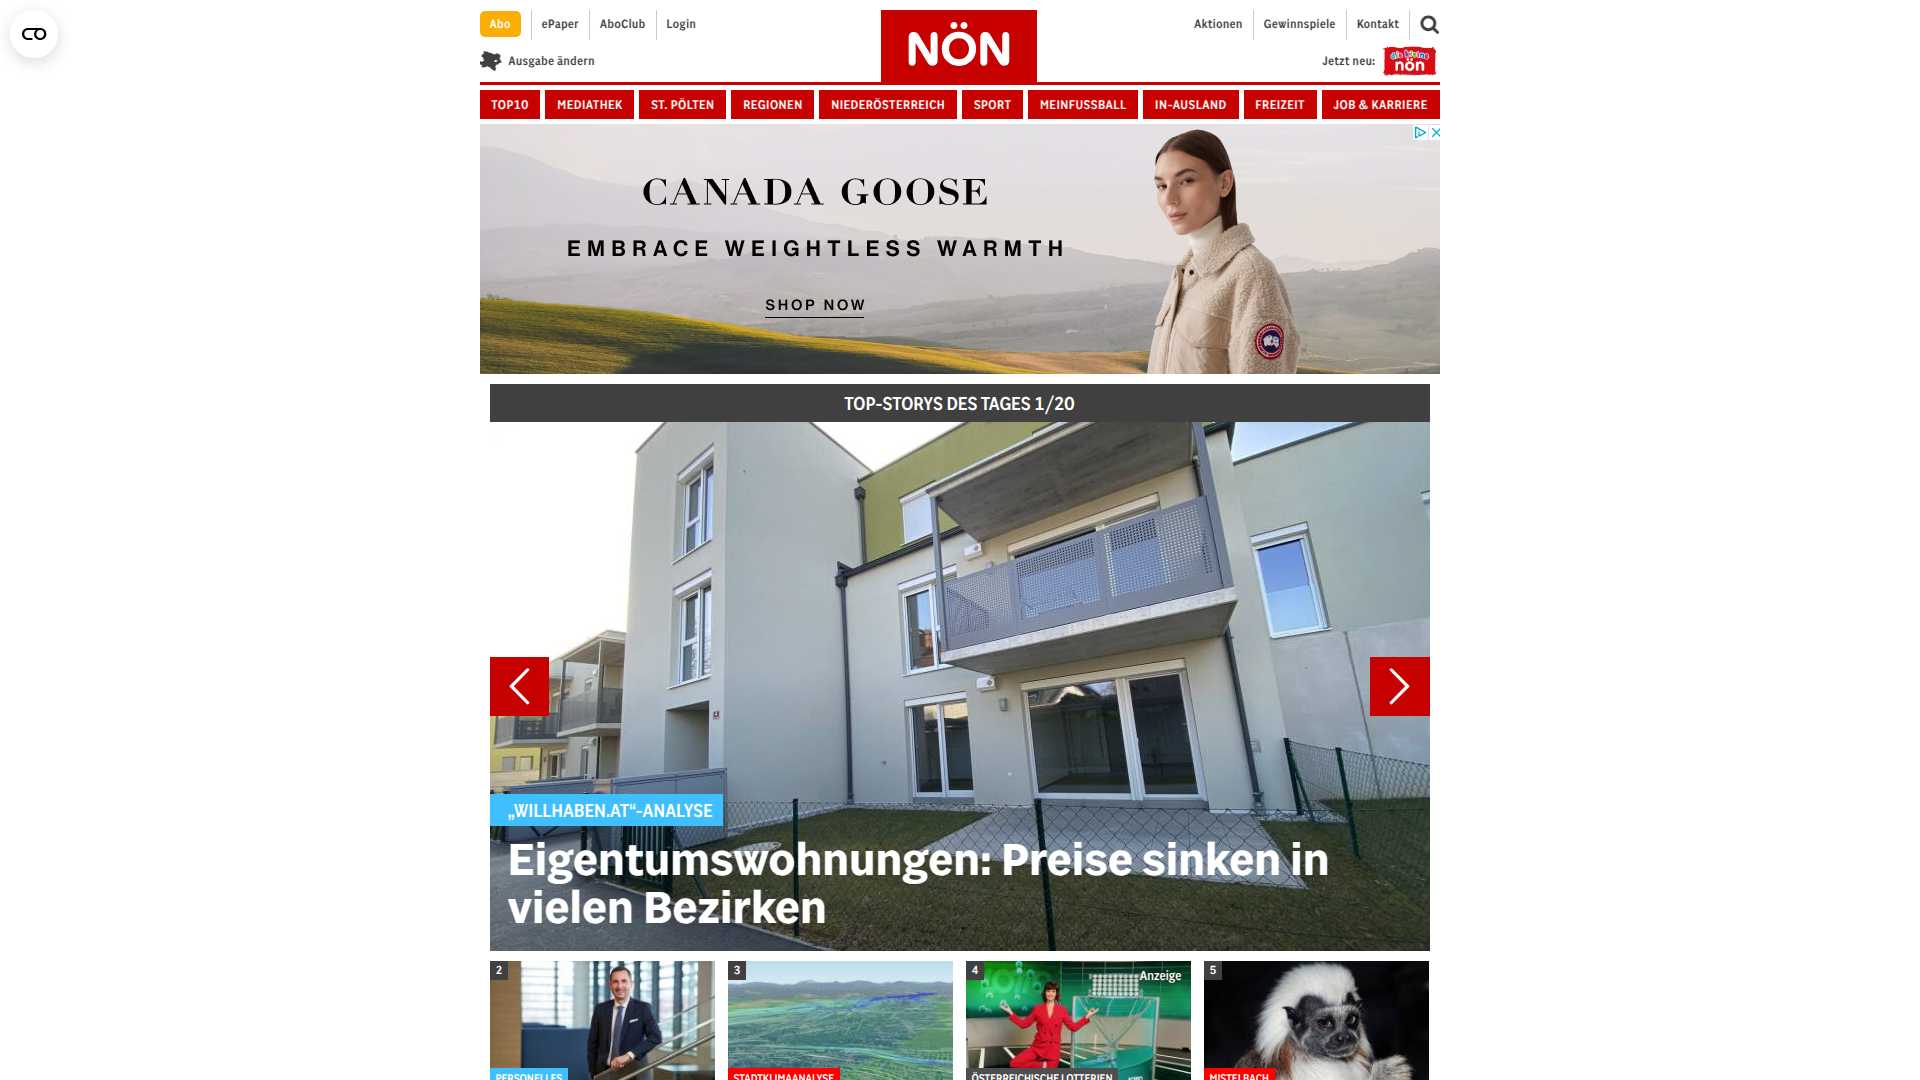 Abo
ePaper
AboClub
Login
NÖN
Aktionen
Gewinnspiele
Kontakt
Ausgabe ändern
Jetzt neu:
die kleine
nön
TOP10
MEDIATHEK
ST. PÖLTEN
REGIONEN
NIEDERÖSTERREICH
SPORT
MEINFUSSBALL
IN-AUSLAND
FREIZEIT
JOB & KARRIERE
CANADA GOOSE
EMBRACE WEIGHTLESS WARMTH
SHOP NOW
TOP-STORYS DES TAGES 1/20
„WILLHABEN.AT“-ANALYSE
Eigentumswohnungen: Preise sinken in
vielen Bezirken
2
3
4
Anzeige
5
PERSONELLES
STADTKLIMAANALYSE
ÖSTERREICHISCHE LOTTERIEN
MISTELBACH